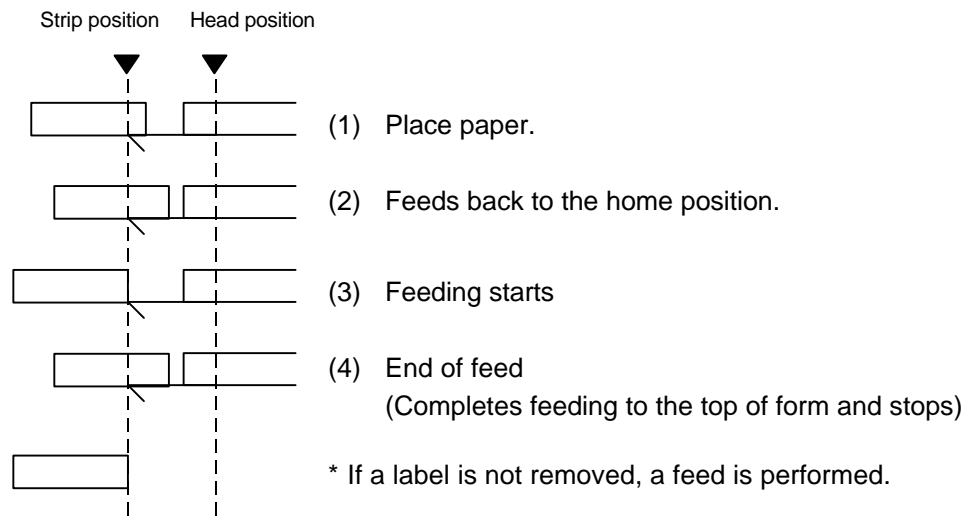 Strip position Head position
(1) Place paper.
(2) Feeds back to the home position.
(3) Feeding starts
(4) End of feed
(Completes feeding to the top of form and stops)
* If a label is not removed, a feed is performed.